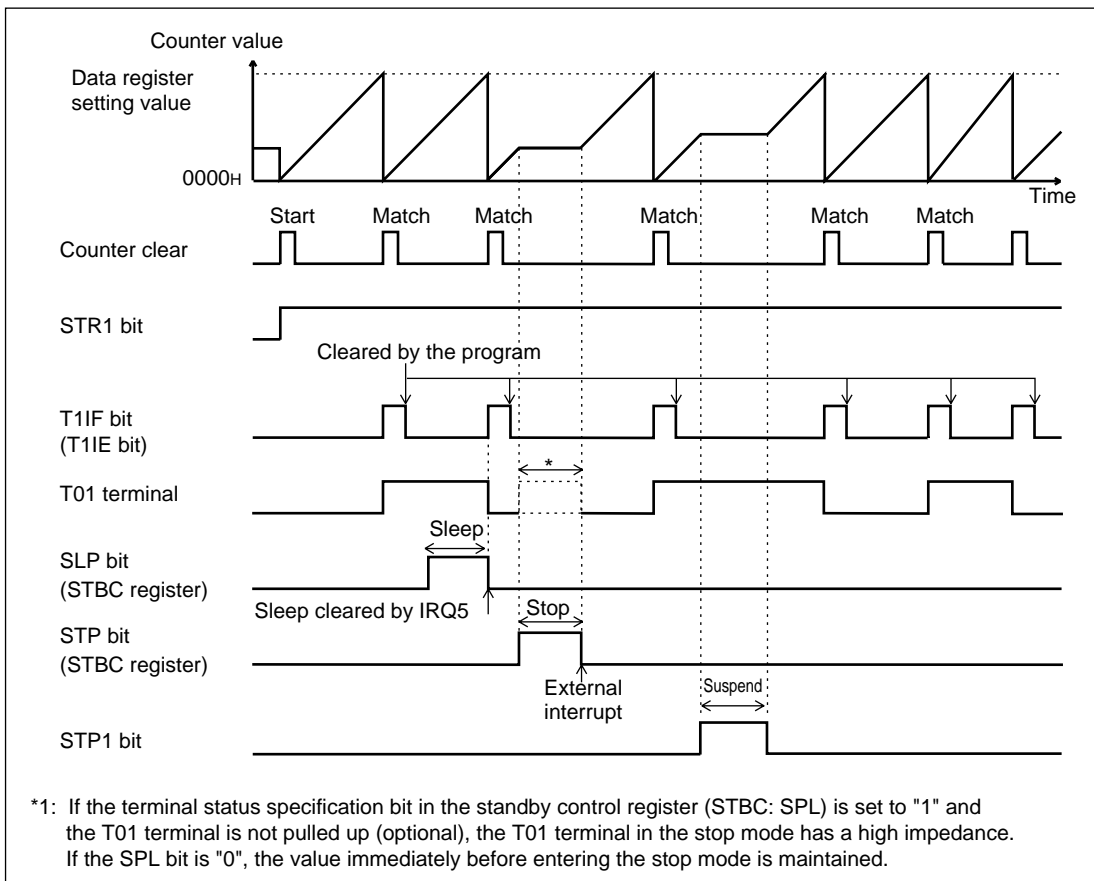 Counter value
Data register
setting value
0000H
Time
Start Match Match Match Match Match
Counter clear
STR1 bit
Cleared by the program
T1IF bit
(T1IE bit)
*
T01 terminal
Sleep
SLP bit
(STBC register)
Sleep cleared by IRQ5
Stop
STP bit
(STBC register)
External
interrupt
Suspend
STP1 bit
*1: If the terminal status specification bit in the standby control register (STBC: SPL) is set to "1" and
the T01 terminal is not pulled up (optional), the T01 terminal in the stop mode has a high impedance.
If the SPL bit is "0", the value immediately before entering the stop mode is maintained.